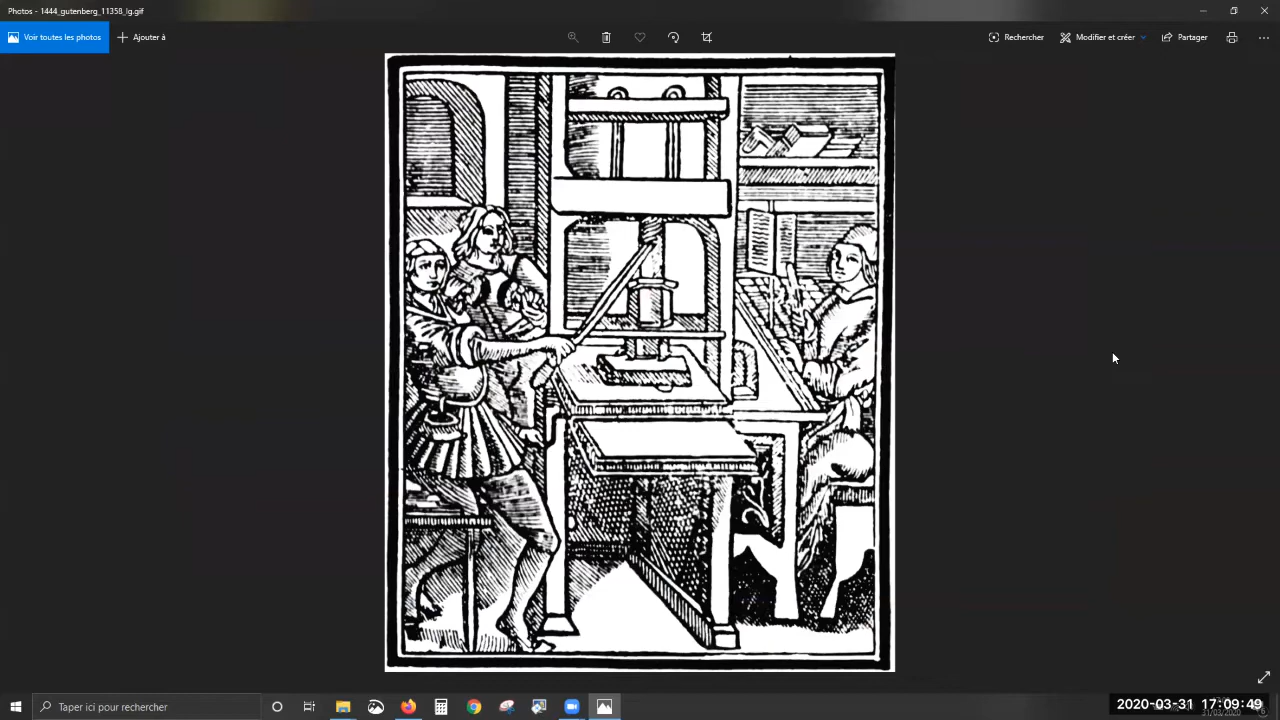 Photos - 1444_gutenberg_11358_lg.gif
Voir toutes les photos
Ajouter à
Rechercher
Modifier et créer
Partager
Taper ici pour rechercher
2020-03-31 17:09:49